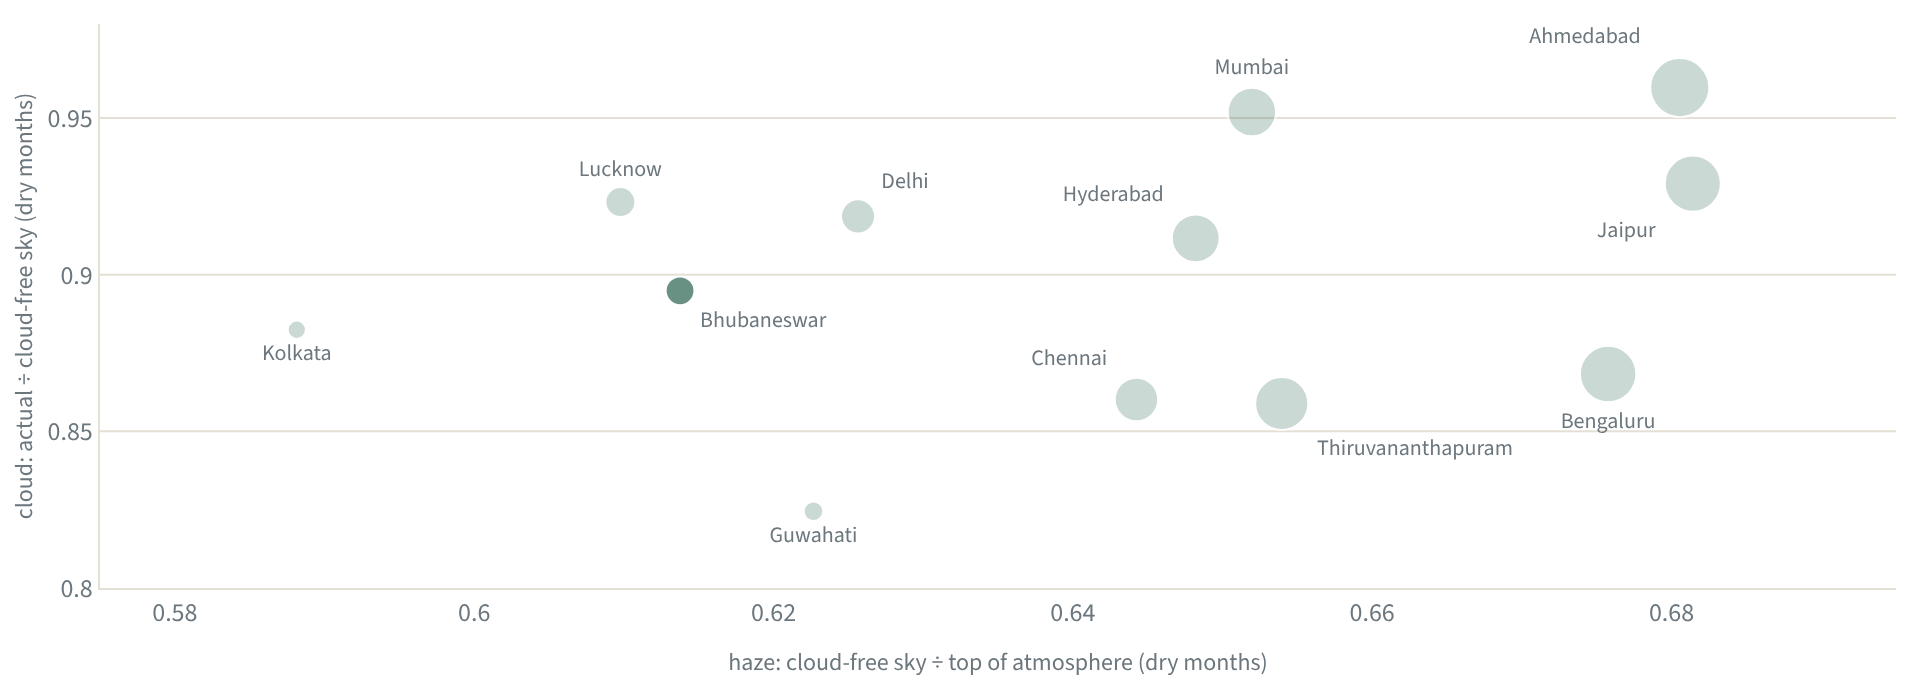 cloud: actual ÷ cloud-free sky (dry months)
0.95
0.9
0.85
0.8
Ahmedabad
Mumbai
Lucknow
Delhi
Hyderabad
Jaipur
Bhubaneswar
Kolkata
Chennai
Bengaluru
Thiruvananthapuram
Guwahati
0.58
0.6
0.62
0.64
0.66
0.68
haze: cloud-free sky ÷ top of atmosphere (dry months)